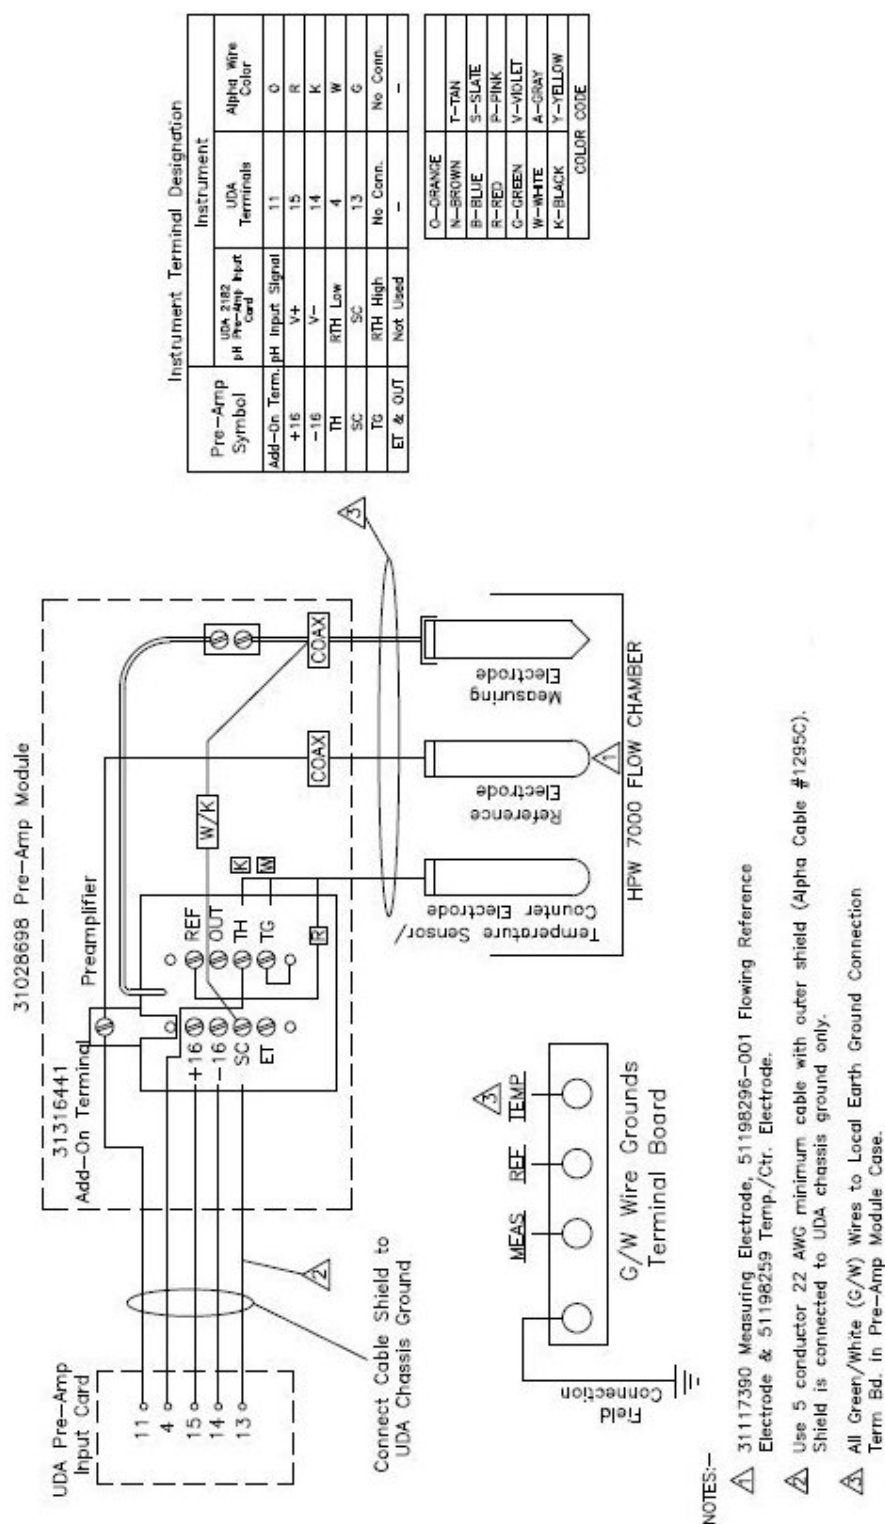 31028698 Pre-Amp Module
UDA Pre-Amp
Input Card
11
4
15
14
13
31316441
Add-On Terminal
Preamplifier
+16
-16
SC
ET
REF
OUT
TH
TG
R
K
W
W/K
COAX
COAX
2
Connect Cable Shield to
UDA Chassis Ground
3
Temperature Sensor/
Counter Electrode
Reference
Electrode
Measuring
Electrode
1
HPW 7000 FLOW CHAMBER
Field
Connection
MEAS
REF
TEMP
3
G/W Wire Grounds
Terminal Board
Instrument Terminal Designation
Pre-Amp
Symbol
Instrument
UDA 2182
pH Pre-Amp Input
Card
UDA
Terminals
Alpha Wire
Color
Add-On Term. pH Input Signal 11 O
+16 V+ 15 R
-16 V- 14 K
TH RTH Low 4 W
SC SC 13 G
TG RTH High No Conn. No Conn.
ET & OUT Not Used - -
O-ORANGE
N-BROWN T-TAN
B-BLUE S-SLATE
R-RED P-PINK
G-GREEN V-VIOLET
W-WHITE A-GRAY
K-BLACK Y-YELLOW
COLOR CODE
NOTES:-
1 31117390 Measuring Electrode, 51198296-001 Flowing Reference
Electrode & 51198259 Temp./Ctr. Electrode.
2 Use 5 conductor 22 AWG minimum cable with outer shield (Alpha Cable #1295C).
Shield is connected to UDA chassis ground only.
3 All Green/White (G/W) Wires to Local Earth Ground Connection
Term Bd. in Pre-Amp Module Case.